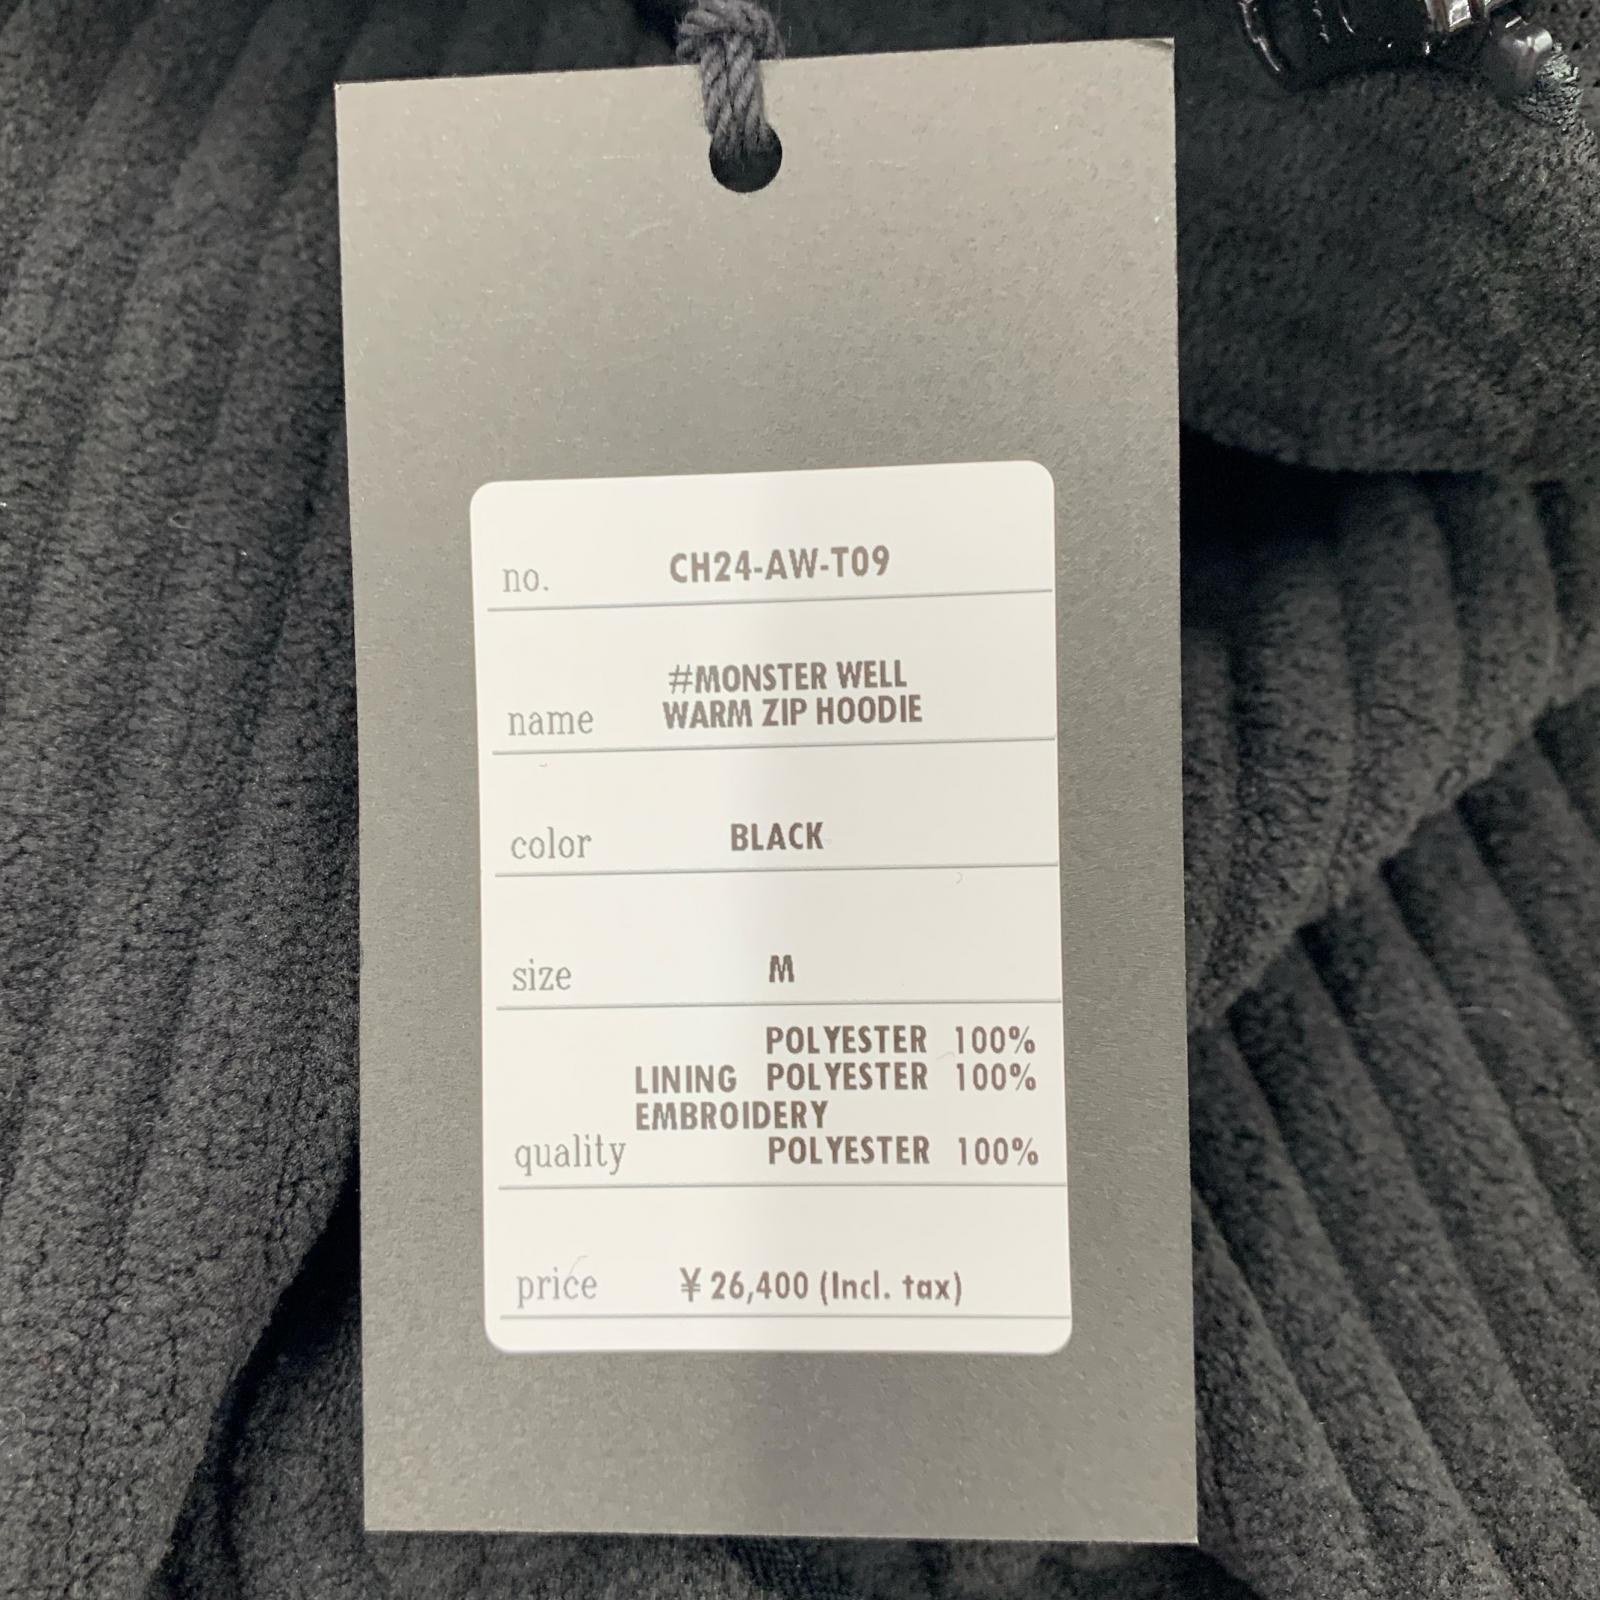 no. CH24-AW-T09
#MONSTER WELL
name WARM ZIP HOODIE
color BLACK
size M
POLYESTER 100%
LINING POLYESTER 100%
EMBROIDERY
quality POLYESTER 100%
price ¥ 26,400 (Incl. tax)